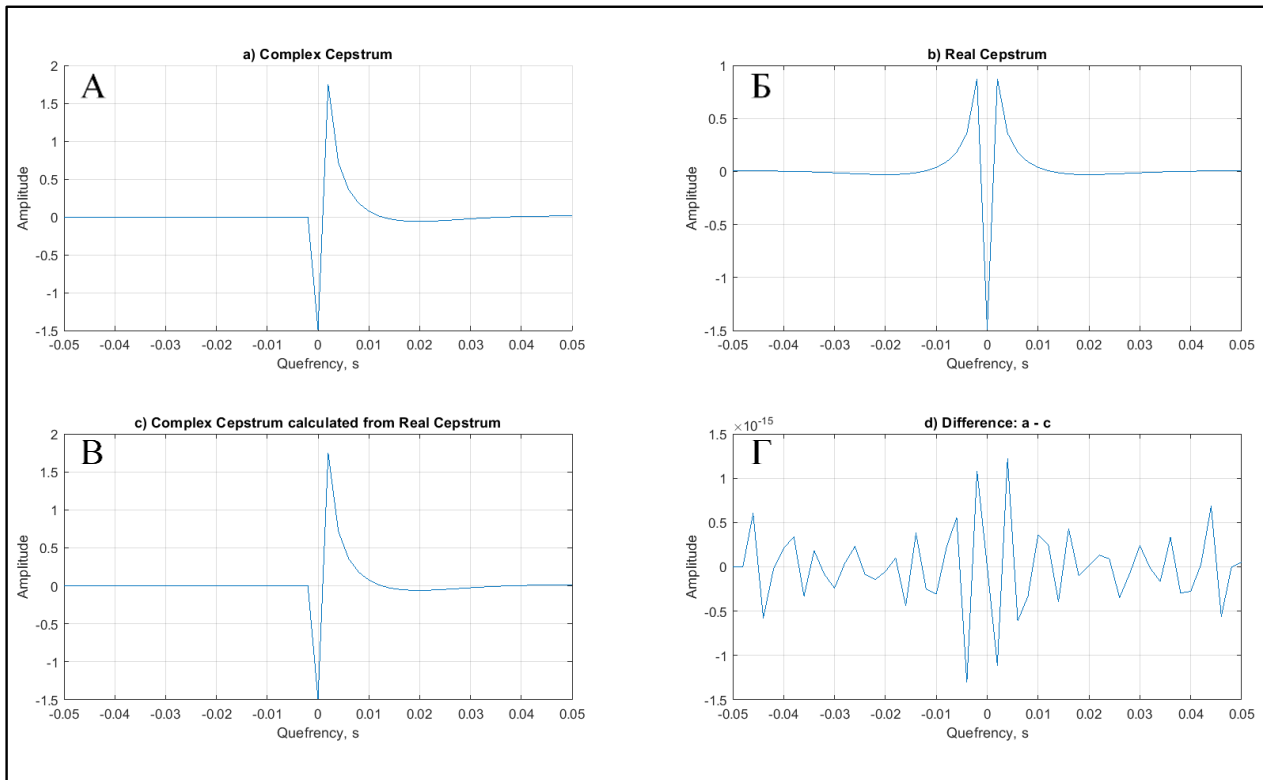 a) Complex Cepstrum
А
2
1.5
1
0.5
0
-0.5
-1
-1.5
Amplitude
-0.05 -0.04 -0.03 -0.02 -0.01 0 0.01 0.02 0.03 0.04 0.05
Quefrency, s
b) Real Cepstrum
Б
1
0.5
0
-0.5
-1
-1.5
Amplitude
-0.05 -0.04 -0.03 -0.02 -0.01 0 0.01 0.02 0.03 0.04 0.05
Quefrency, s
c) Complex Cepstrum calculated from Real Cepstrum
В
2
1.5
1
0.5
0
-0.5
-1
-1.5
Amplitude
-0.05 -0.04 -0.03 -0.02 -0.01 0 0.01 0.02 0.03 0.04 0.05
Quefrency, s
d) Difference: a - c
×10⁻¹⁵
Г
1.5
1
0.5
0
-0.5
-1
-1.5
Amplitude
-0.05 -0.04 -0.03 -0.02 -0.01 0 0.01 0.02 0.03 0.04 0.05
Quefrency, s